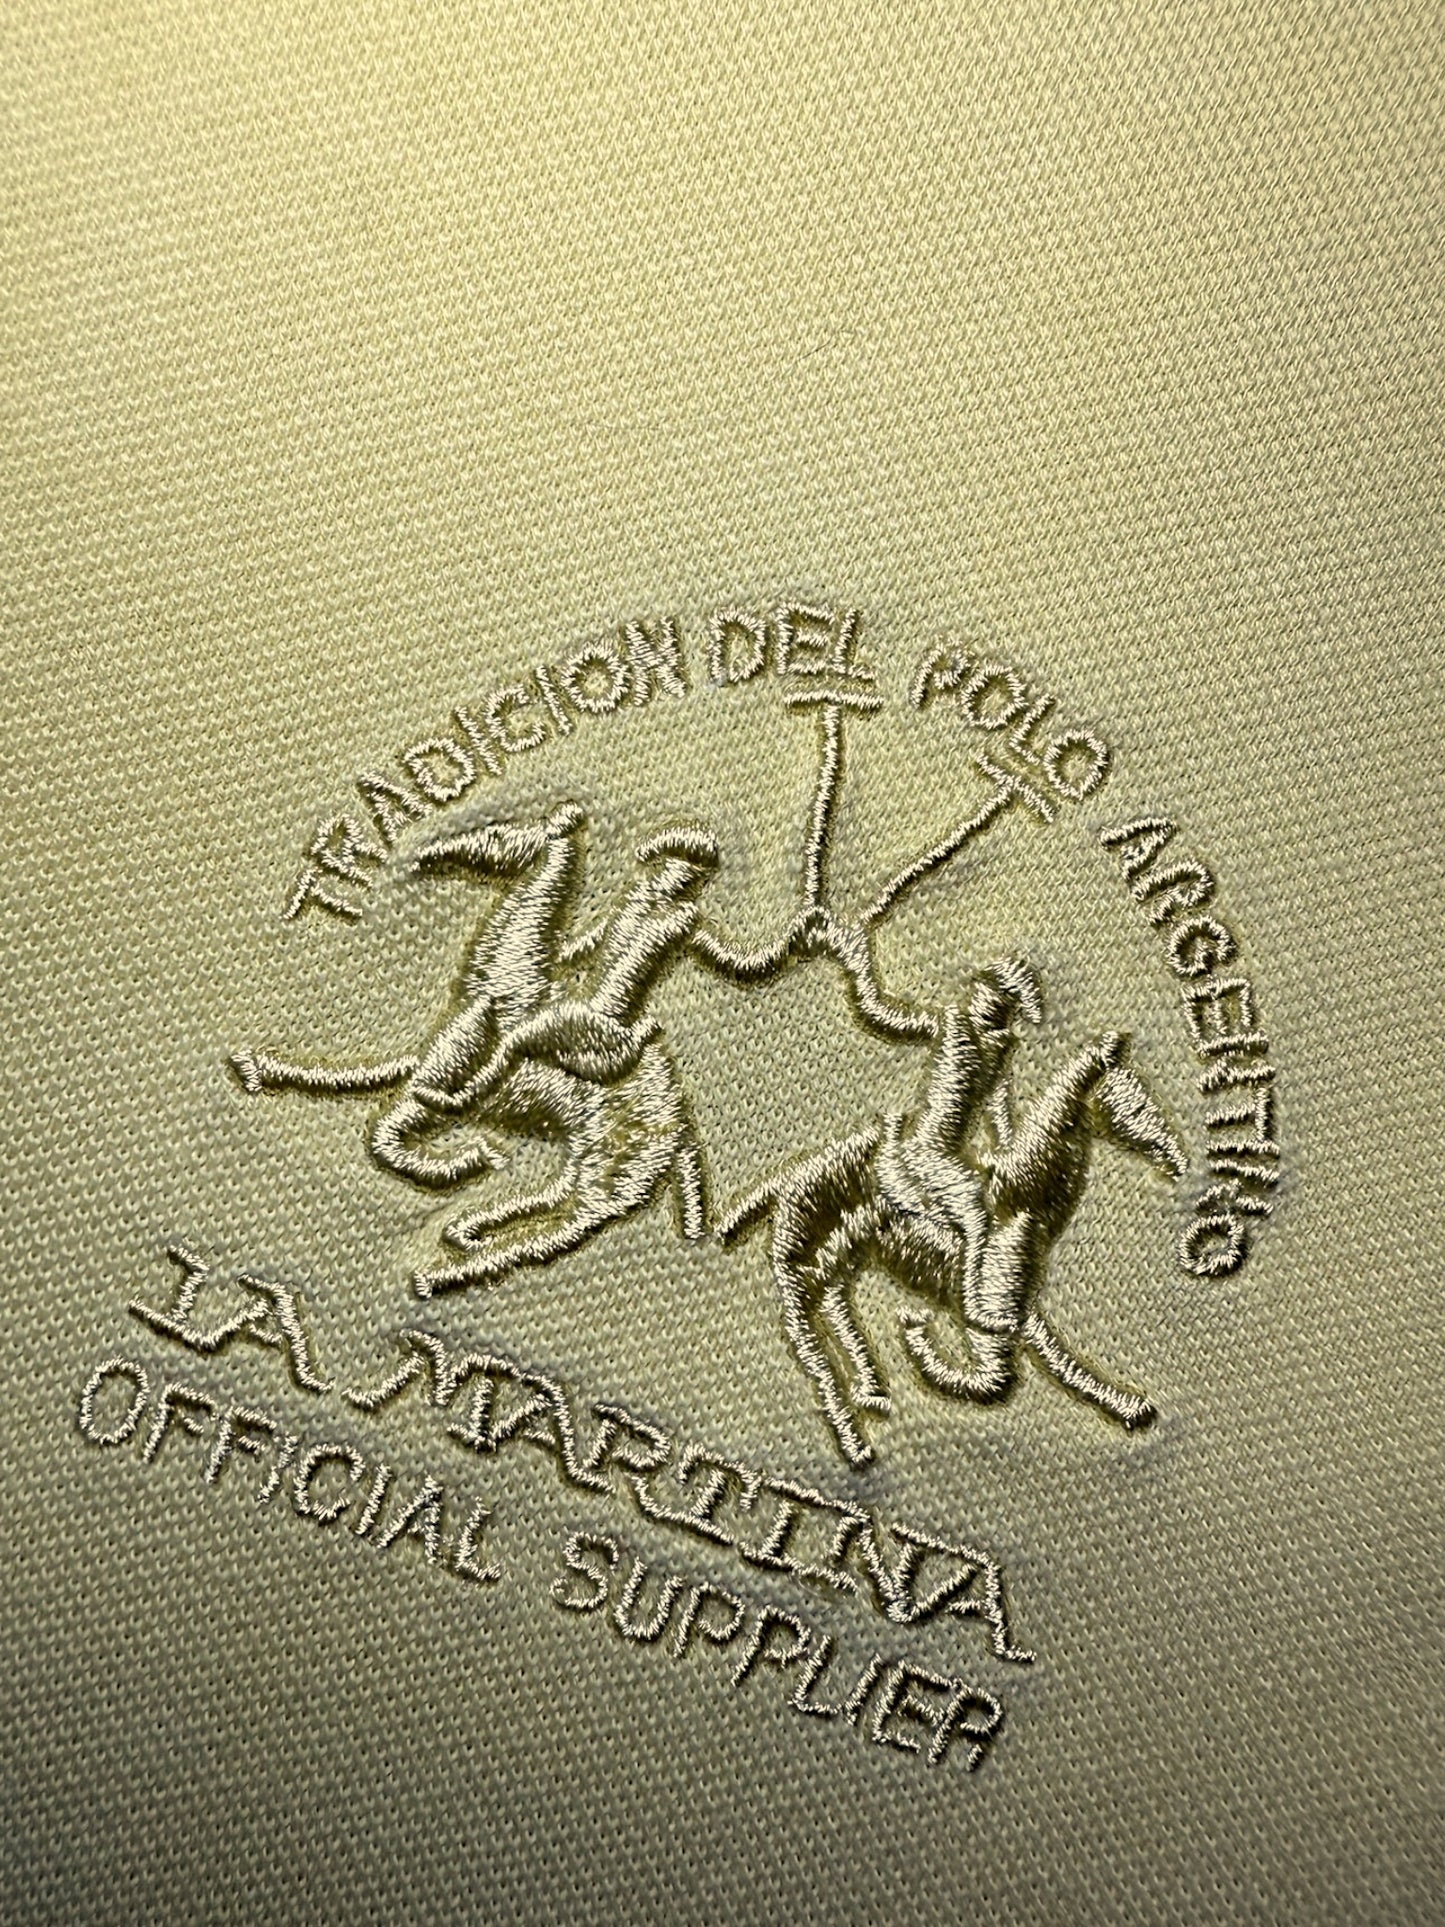 TRADICION DEL POLO ARGENTINO
LA MARTINA
OFFICIAL SUPPLIER